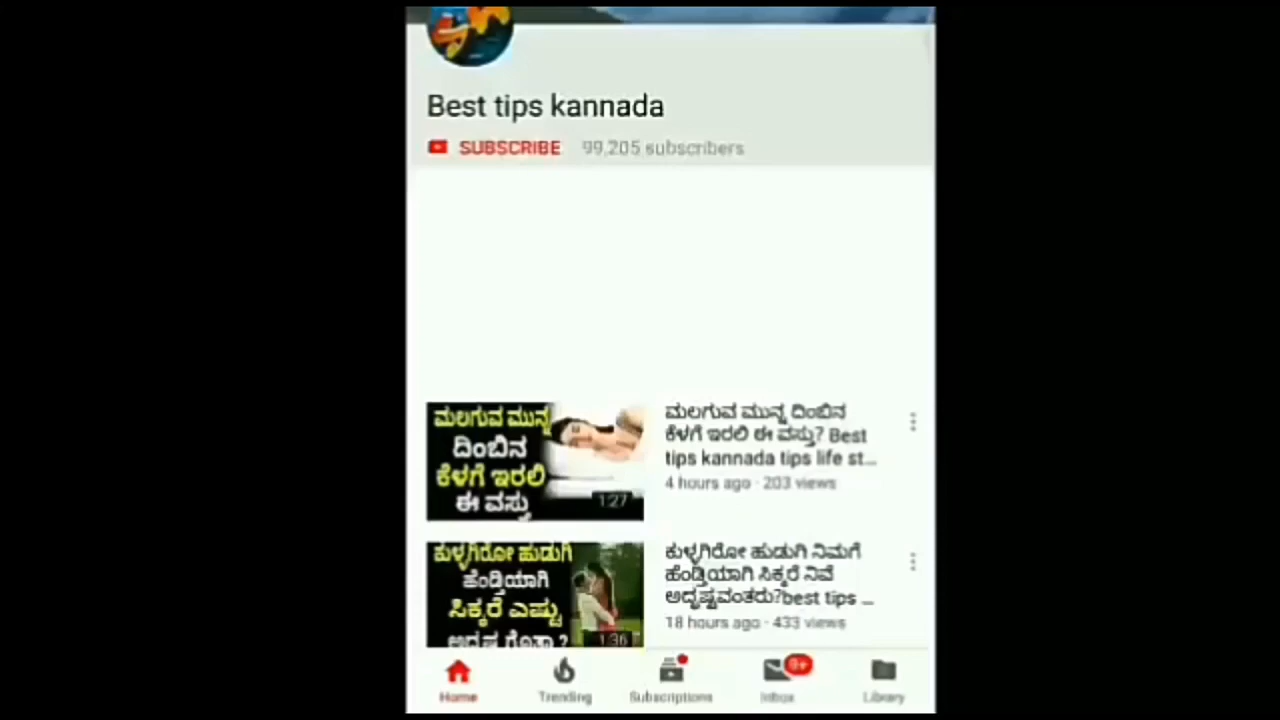 Best tips kannada
SUBSCRIBE 99,205 subscribers
ಮಲಗುವ ಮುನ್ನ
ದಿಂಬಿನ
ಕೆಳಗೆ ಇರಲಿ
ಈ ವಸ್ತು
1:27
ಮಲಗುವ ಮುನ್ನ ದಿಂಬಿನ
ಕೆಳಗೆ ಇರಲಿ ಈ ವಸ್ತು? Best
tips kannada tips life st...
4 hours ago · 203 views
ಕುಳ್ಳಗಿರೋ ಹುಡುಗಿ
ಹೆಂಡ್ತಿಯಾಗಿ
ಸಿಕ್ಕರೆ ಎಷ್ಟು
ಅದೃಷ್ಟ ಗೊತ್ತಾ ?
1:36
ಕುಳ್ಳಗಿರೋ ಹುಡುಗಿ ನಿಮಗೆ
ಹೆಂಡ್ತಿಯಾಗಿ ಸಿಕ್ಕರೆ ನಿವೆ
ಅದೃಷ್ಟವಂತರು?best tips ...
18 hours ago · 433 views
9+
Home Trending Subscriptions Inbox Library